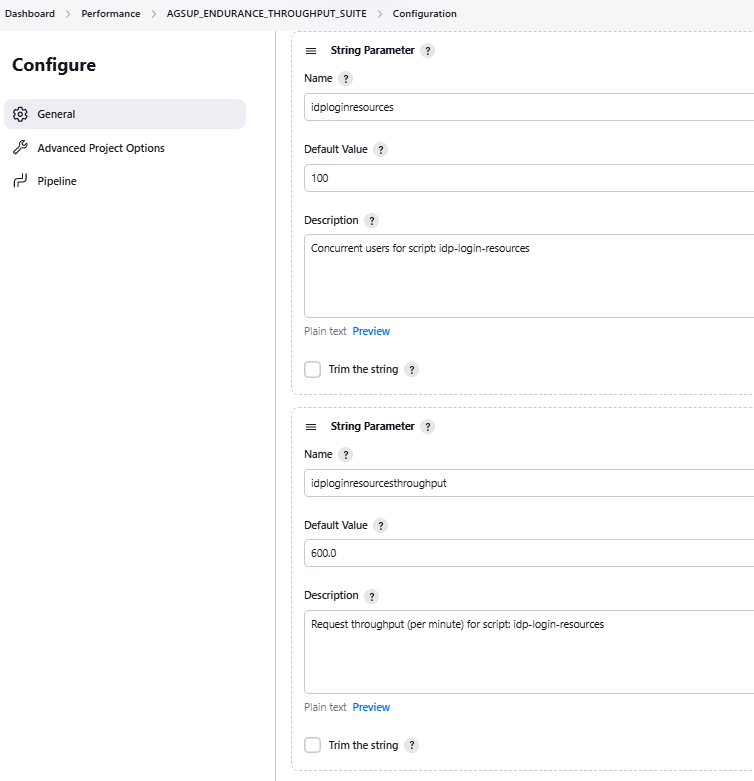 Dashboard > Performance > AGSUP_ENDURANCE_THROUGHPUT_SUITE > Configuration
Configure
General
Advanced Project Options
Pipeline
String Parameter ?
Name ?
idploginresources
Default Value ?
100
Description ?
Concurrent users for script: idp-login-resources
Plain text Preview
Trim the string ?
String Parameter ?
Name ?
idploginresourcesthroughput
Default Value ?
600.0
Description ?
Request throughput (per minute) for script: idp-login-resources
Plain text Preview
Trim the string ?